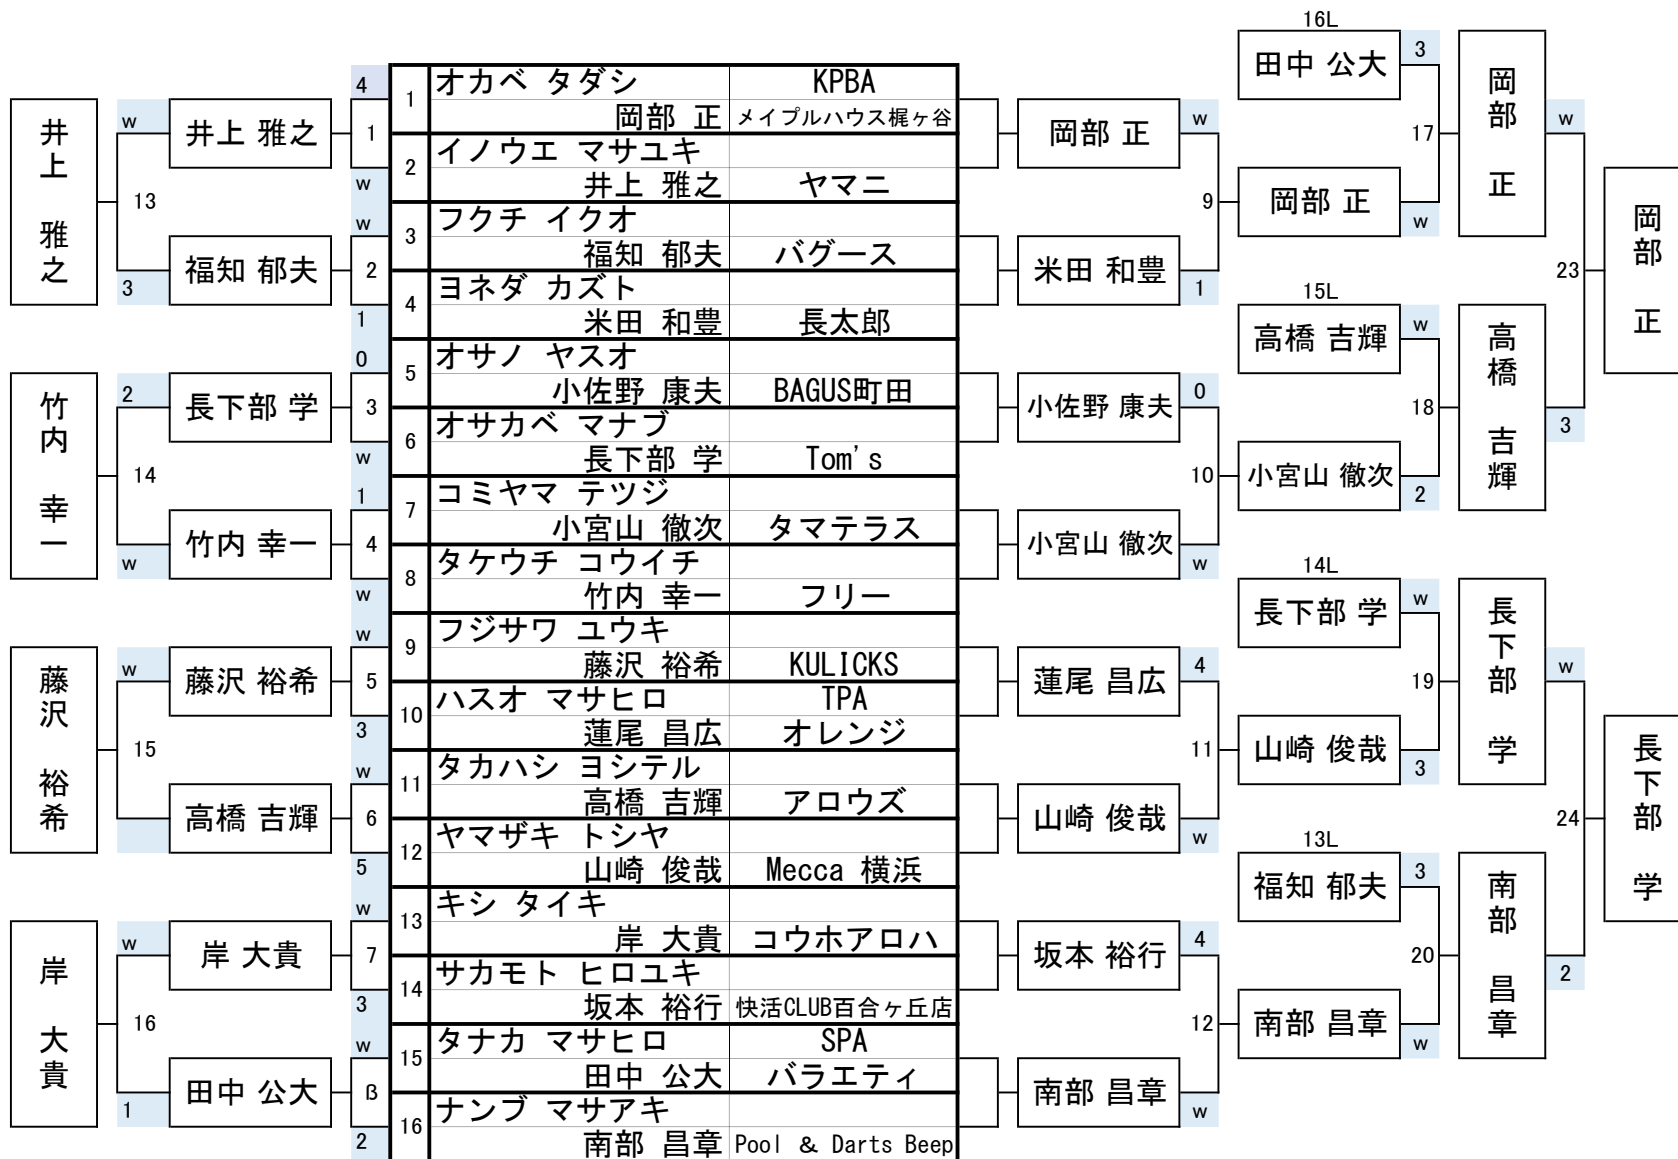 16L
田中 公大 3
17
岡部 正 w
岡部 正 w
15L
高橋 吉輝 w
18
小宮山 徹次 2
高橋 吉輝 3
23
岡部 正
14L
長下部 学 w
19
山崎 俊哉 3
長下部 学 w
13L
福知 郁夫 3
20
南部 昌章 w
南部 昌章 2
24
長下部 学
井上 雅之
w 井上 雅之 1
13
3 福知 郁夫 2
竹内 幸一
2 長下部 学 3
14
w 竹内 幸一 4
藤沢 裕希
w 藤沢 裕希 5
15
高橋 吉輝 6
岸 大貴
w 岸 大貴 7
16
1 田中 公大 8
4 1 オカベ タダシ KPBA
岡部 正 メイプルハウス梶ヶ谷
w 2 イノウエ マサユキ
井上 雅之 ヤマニ
w 3 フクチ イクオ
福知 郁夫 バグース
1 4 ヨネダ カズト
米田 和豊 長太郎
0 5 オサノ ヤスオ
小佐野 康夫 BAGUS町田
w 6 オサカベ マナブ
長下部 学 Tom's
1 7 コミヤマ テツジ
小宮山 徹次 タマテラス
w 8 タケウチ コウイチ
竹内 幸一 フリー
w 9 フジサワ ユウキ
藤沢 裕希 KULICKS
3 10 ハスオ マサヒロ TPA
蓮尾 昌広 オレンジ
w 11 タカハシ ヨシテル
高橋 吉輝 アロウズ
5 12 ヤマザキ トシヤ
山崎 俊哉 Mecca 横浜
w 13 キシ タイキ
岸 大貴 コウホアロハ
3 14 サカモト ヒロユキ
坂本 裕行 快活CLUB百合ヶ丘店
w 15 タナカ マサヒロ SPA
田中 公大 バラエティ
2 16 ナンブ マサアキ
南部 昌章 Pool & Darts Beep
岡部 正 w
9
米田 和豊 1
小佐野 康夫 0
10
小宮山 徹次 w
蓮尾 昌広 4
11
山崎 俊哉 w
坂本 裕行 4
12
南部 昌章 w